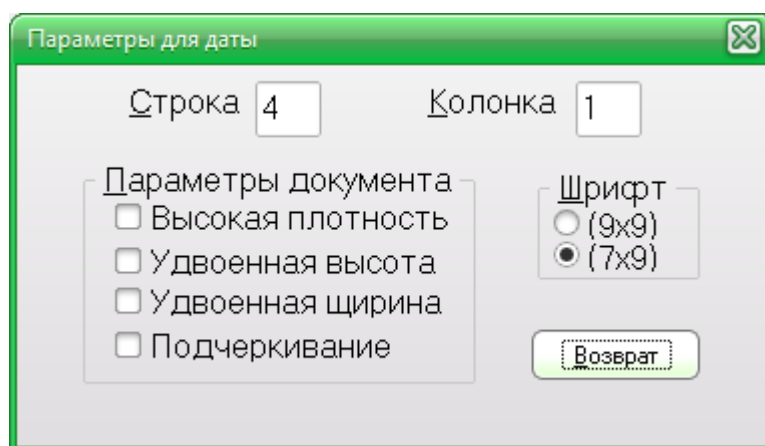 Параметры для даты
Строка 4 Колонка 1
Параметры документа
Высокая плотность
Удвоенная высота
Удвоенная щирина
Подчеркивание
Шрифт
(9x9)
(7x9)
Возврат